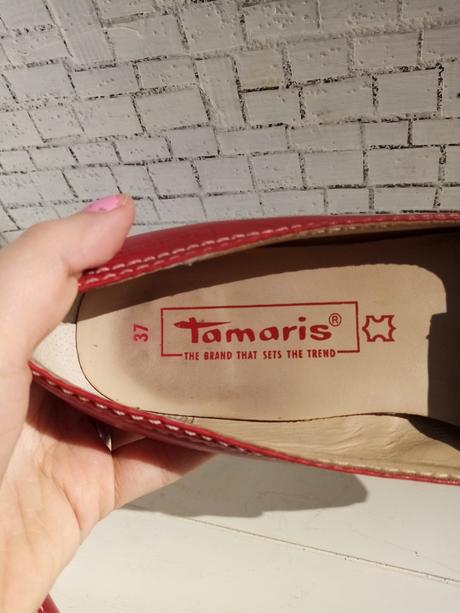 37
Tamaris®
THE BRAND THAT SETS THE TREND